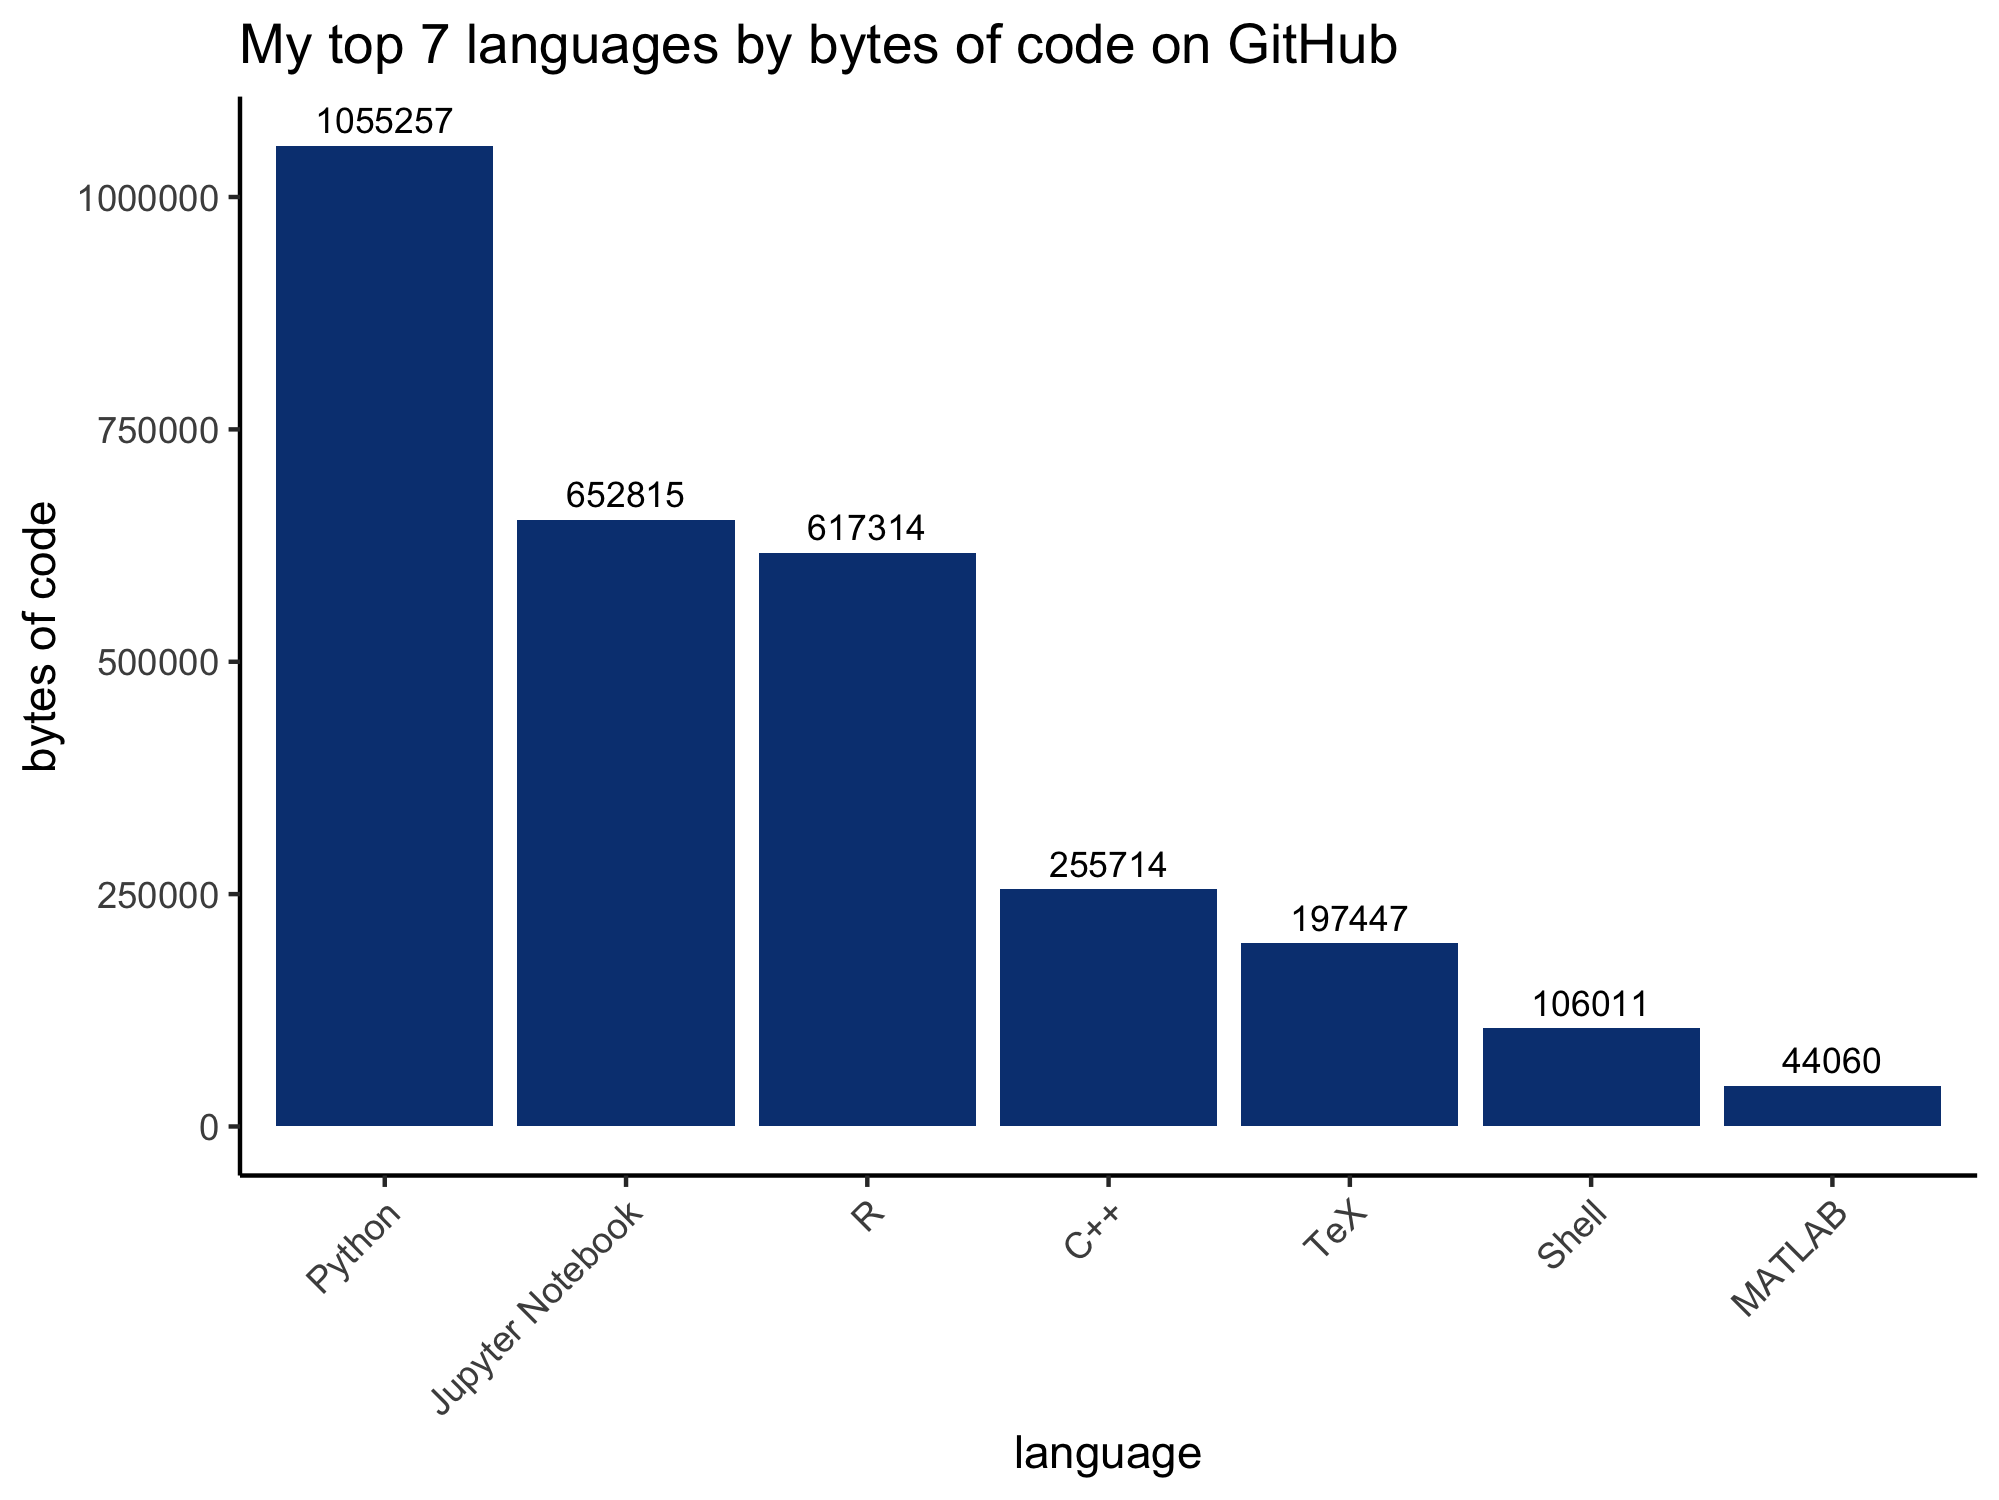 My top 7 languages by bytes of code on GitHub
1055257
1000000
750000
652815
617314
500000
bytes of code
255714
250000
197447
106011
44060
0
Python
Jupyter Notebook
R
C++
TeX
Shell
MATLAB
language